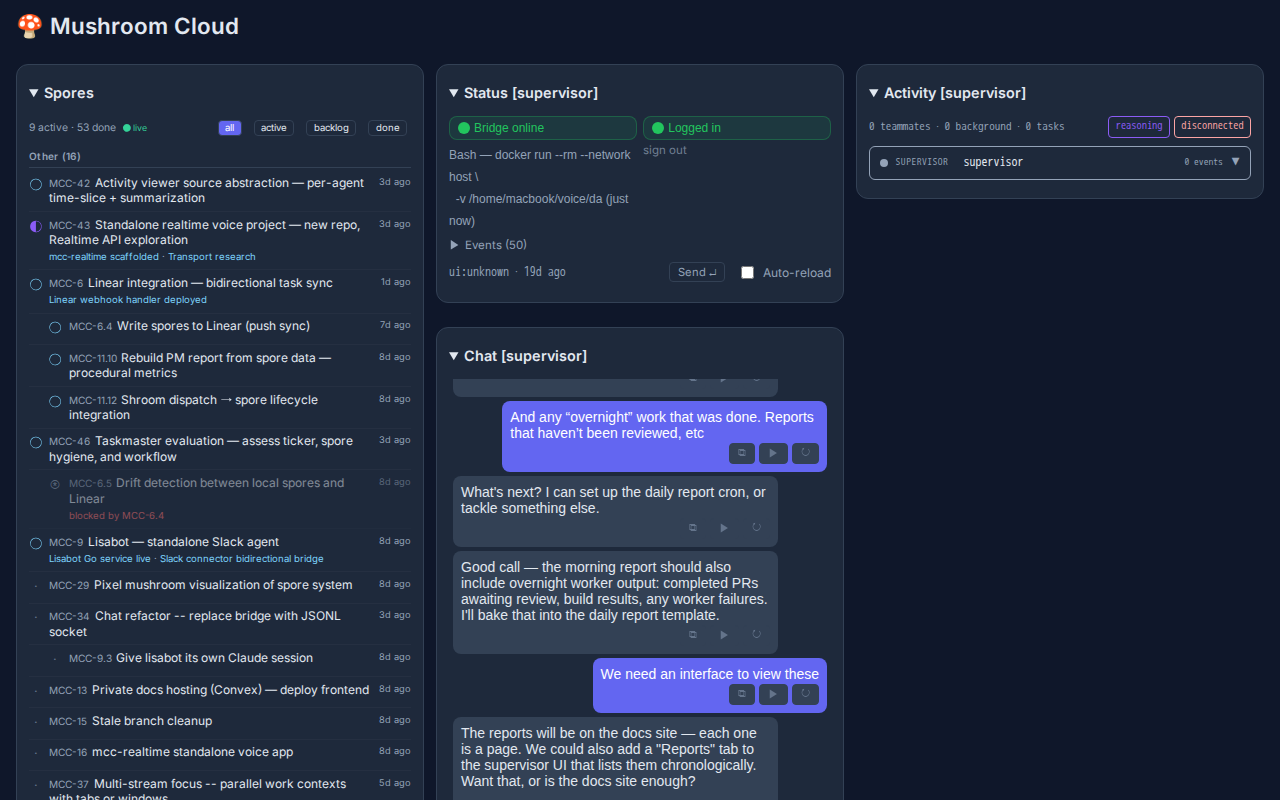 🍄 Mushroom Cloud
▼ Spores
9 active · 53 done ● live all active backlog done
Other (16)
MCC-42 Activity viewer source abstraction — per-agent 3d ago
time-slice + summarization
MCC-43 Standalone realtime voice project — new repo, 3d ago
Realtime API exploration
mcc-realtime scaffolded · Transport research
MCC-6 Linear integration — bidirectional task sync 1d ago
Linear webhook handler deployed
MCC-6.4 Write spores to Linear (push sync) 7d ago
MCC-11.10 Rebuild PM report from spore data — 8d ago
procedural metrics
MCC-11.12 Shroom dispatch → spore lifecycle 8d ago
integration
MCC-46 Taskmaster evaluation — assess ticker, spore 3d ago
hygiene, and workflow
MCC-6.5 Drift detection between local spores and 8d ago
Linear
blocked by MCC-6.4
MCC-9 Lisabot — standalone Slack agent 8d ago
Lisabot Go service live · Slack connector bidirectional bridge
· MCC-29 Pixel mushroom visualization of spore system 8d ago
· MCC-34 Chat refactor -- replace bridge with JSONL 3d ago
socket
· MCC-9.3 Give lisabot its own Claude session 8d ago
· MCC-13 Private docs hosting (Convex) — deploy frontend 8d ago
· MCC-15 Stale branch cleanup 8d ago
· MCC-16 mcc-realtime standalone voice app 8d ago
· MCC-37 Multi-stream focus -- parallel work contexts 5d ago
with tabs or windows
▼ Status [supervisor]
Bridge online Logged in
Bash — docker run --rm --network sign out
host \
-v /home/macbook/voice/da (just
now)
▶ Events (50)
ui:unknown · 19d ago Send ↵ Auto-reload
▼ Chat [supervisor]
And any “overnight” work that was done. Reports
that haven’t been reviewed, etc
What's next? I can set up the daily report cron, or
tackle something else.
Good call — the morning report should also
include overnight worker output: completed PRs
awaiting review, build results, any worker failures.
I'll bake that into the daily report template.
We need an interface to view these
The reports will be on the docs site — each one
is a page. We could also add a "Reports" tab to
the supervisor UI that lists them chronologically.
Want that, or is the docs site enough?
▼ Activity [supervisor]
0 teammates · 0 background · 0 tasks reasoning disconnected
● SUPERVISOR supervisor 0 events ▼